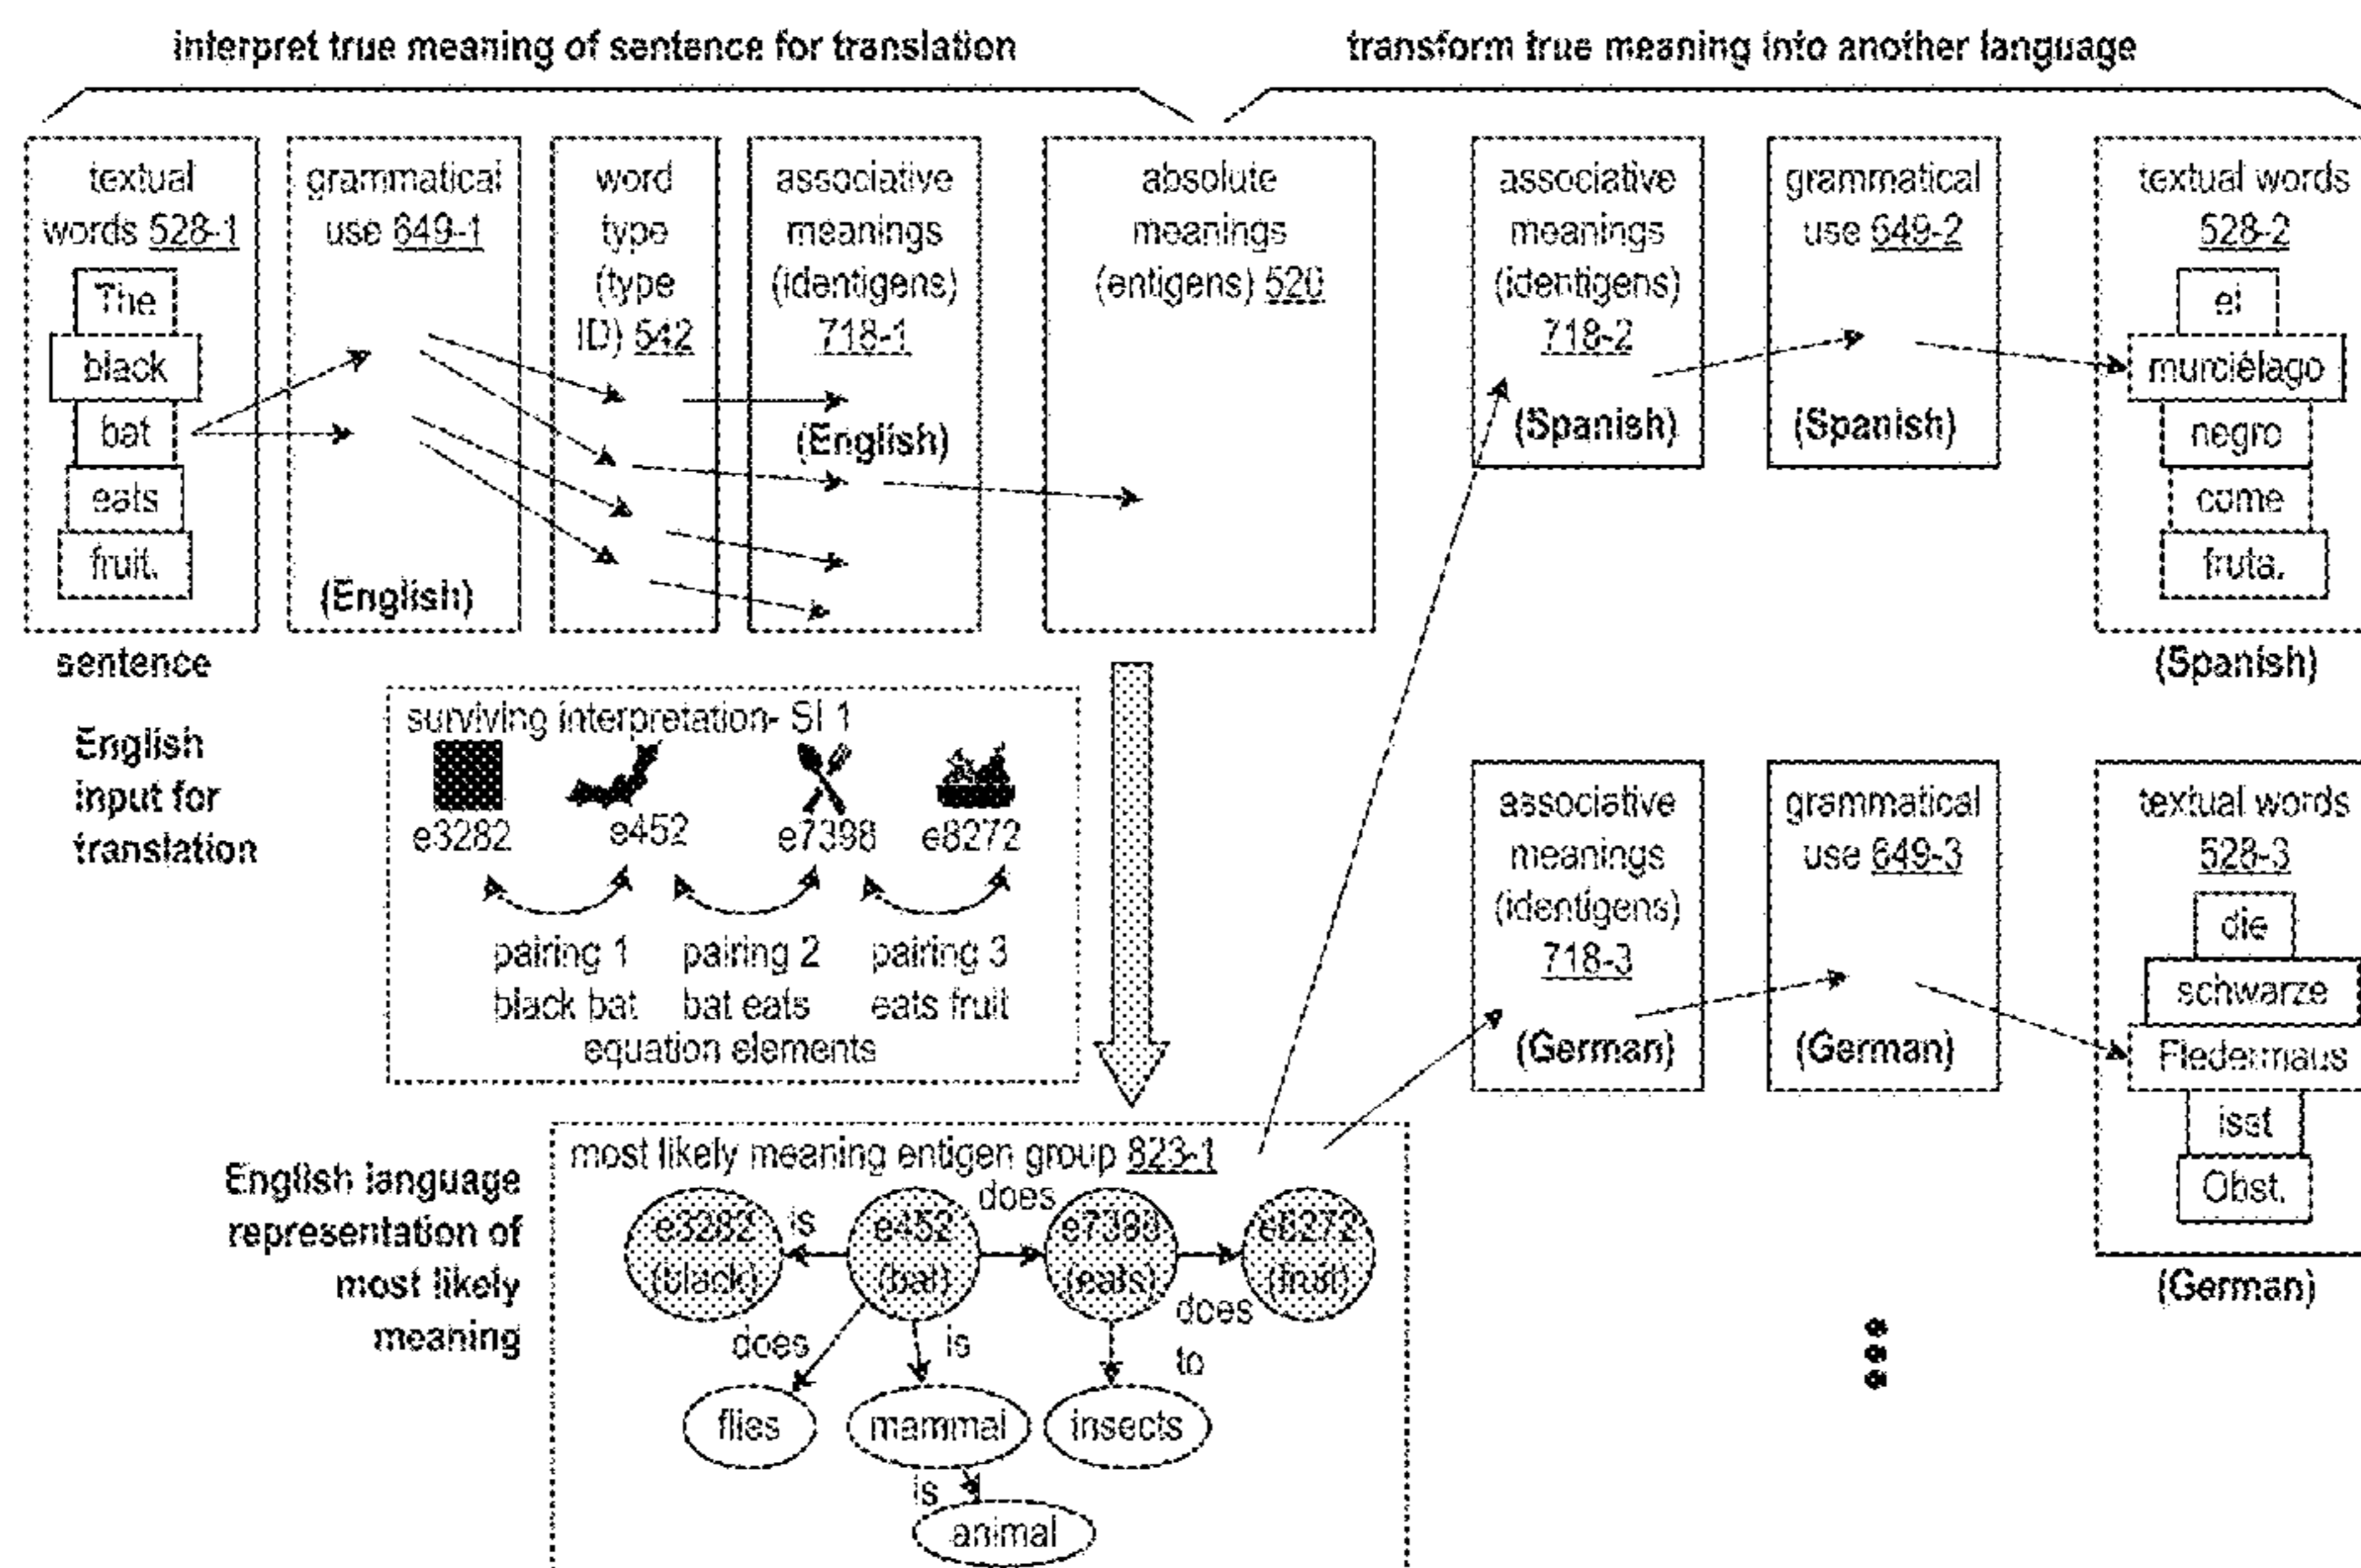 interpret true meaning of sentence for translation
transform true meaning into another language
textual
words 528-1
The
black
bat
eats
fruit.
sentence
grammatical
use 649-1
(English)
word
type
(type
ID) 542
associative
meanings
(identigens)
718-1
(English)
absolute
meanings
(entigens) 520
associative
meanings
(identigens)
718-2
(Spanish)
grammatical
use 649-2
(Spanish)
textual words
528-2
el
murciélago
negro
come
fruta.
(Spanish)
English
input for
translation
surviving interpretation- SI 1
e3282
e452
e7398
e8272
pairing 1
black bat
pairing 2
bat eats
pairing 3
eats fruit
equation elements
associative
meanings
(identigens)
718-3
(German)
grammatical
use 649-3
(German)
textual words
528-3
die
schwarze
Fledermaus
isst
Obst.
(German)
English language
representation of
most likely
meaning
most likely meaning entigen group 823-1
e3282
(black)
is
e452
(bat)
does
e7398
(eats)
e8272
(fruit)
does
is
does
to
flies
mammal
insects
is
animal